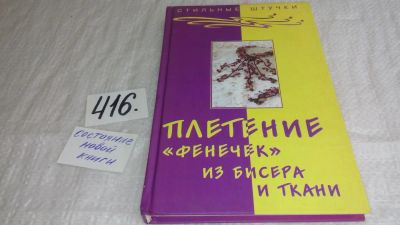 СТИЛЬНЫЕ ШТУЧКИ
416.
СОСТОЯНИЕ
НОВОЙ
КНИГИ
ПЛЕТЕНИЕ
«ФЕНЕЧЕК»
ИЗ БИСЕРА
И ТКАНИ